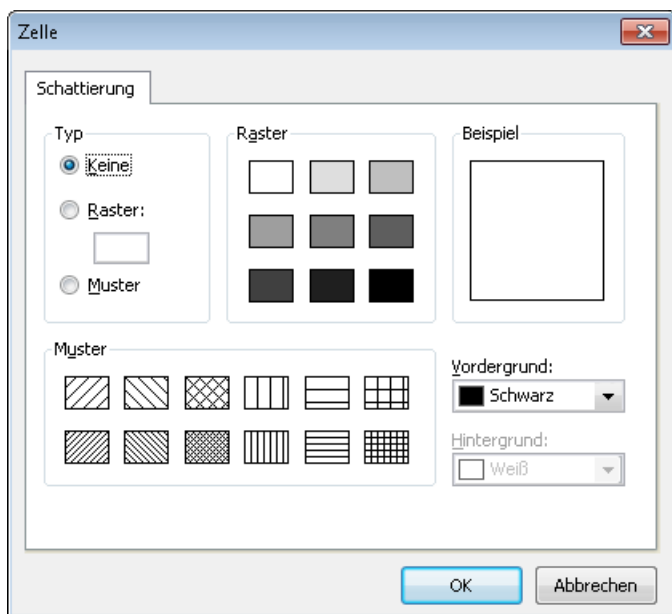 Zelle
Schattierung
Typ
Keine
Raster:
Muster
Raster
Beispiel
Muster
Vordergrund:
Schwarz
Hintergrund:
Weiß
OK
Abbrechen